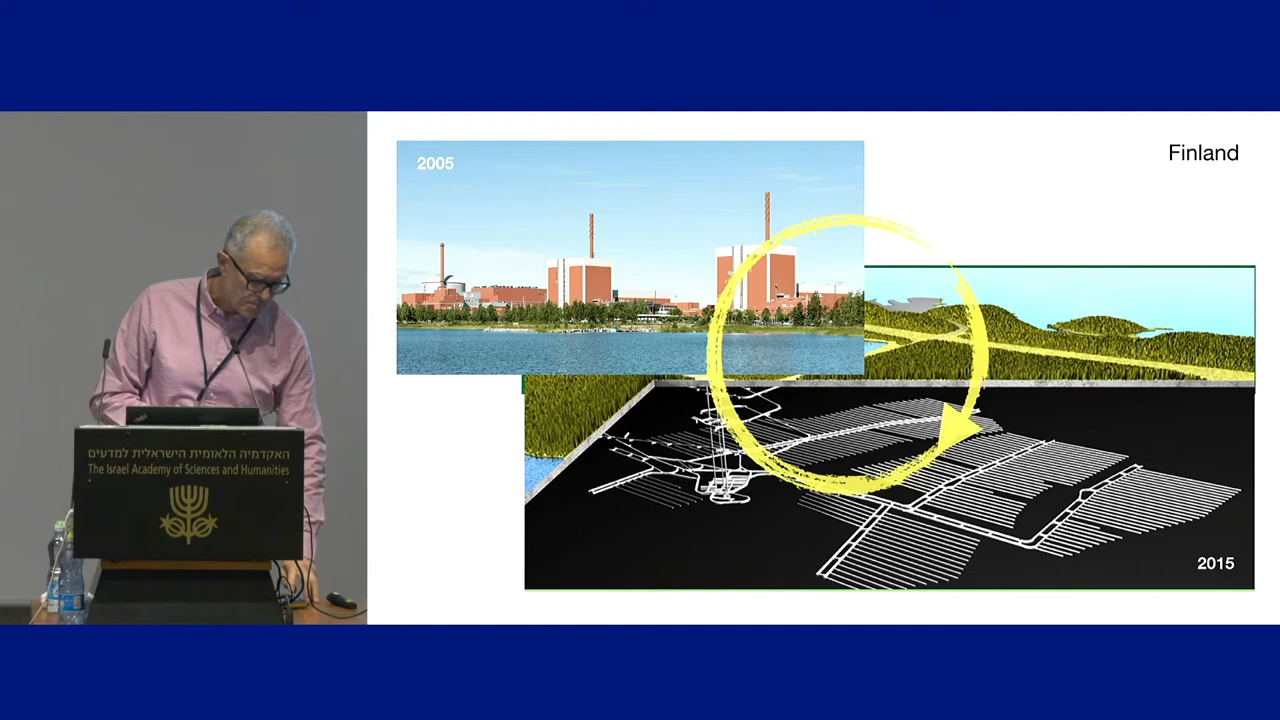 2005
Finland
האקדמיה הלאומית הישראלית למדעים
The Israel Academy of Sciences and Humanities
2015